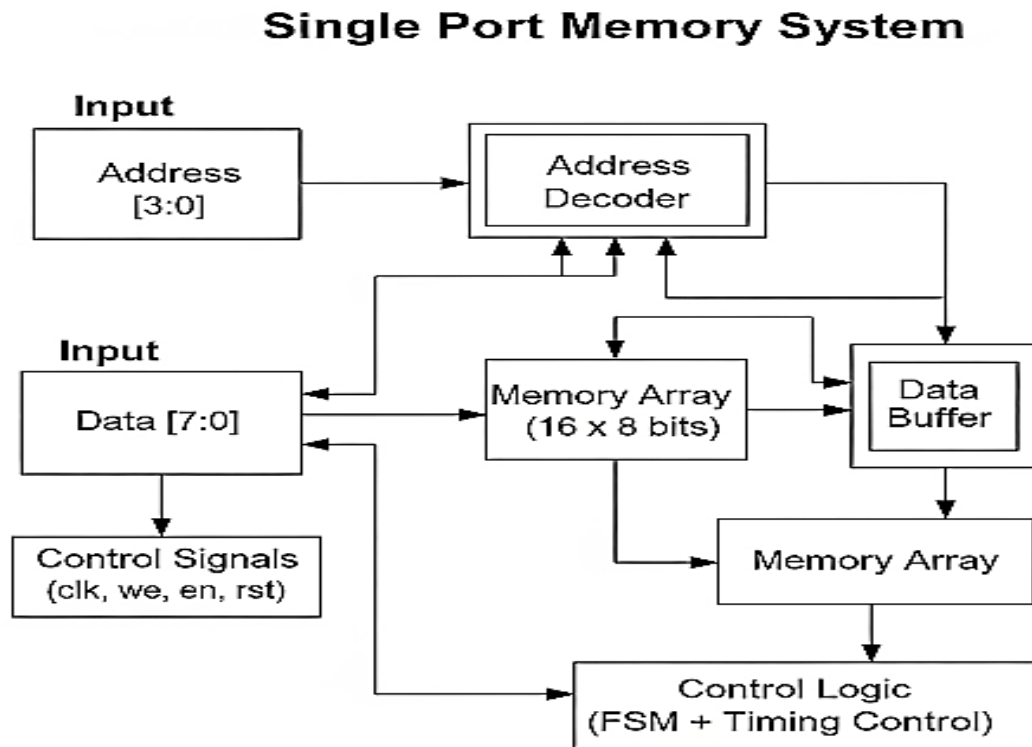 Single Port Memory System
Input
Address
[3:0]
Address
Decoder
Input
Data [7:0]
Memory Array
(16 x 8 bits)
Data
Buffer
Control Signals
(clk, we, en, rst)
Memory Array
Control Logic
(FSM + Timing Control)